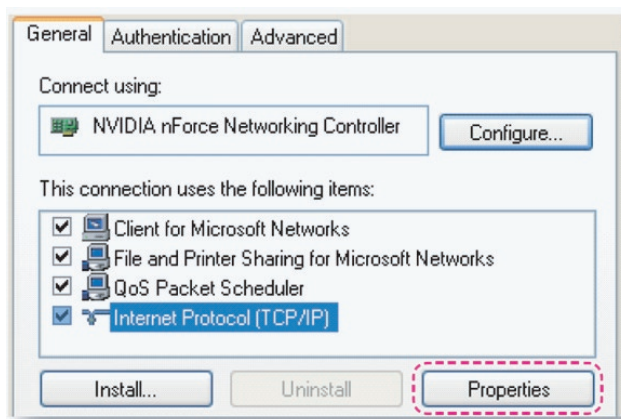 General Authentication Advanced
Connect using:
NVIDIA nForce Networking Controller Configure...
This connection uses the following items:
Client for Microsoft Networks
File and Printer Sharing for Microsoft Networks
QoS Packet Scheduler
Internet Protocol (TCP/IP)
Install... Uninstall Properties